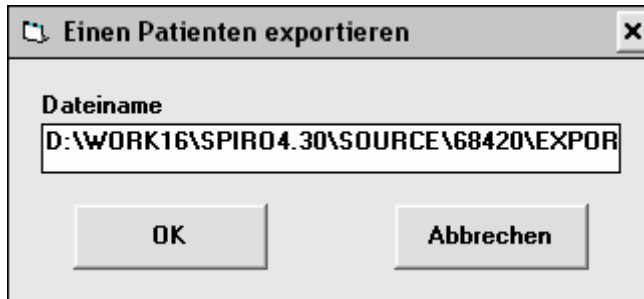 Einen Patienten exportieren
Dateiname
D:\WORK16\SPIRO4.30\SOURCE\68420\EXPOR
OK Abbrechen